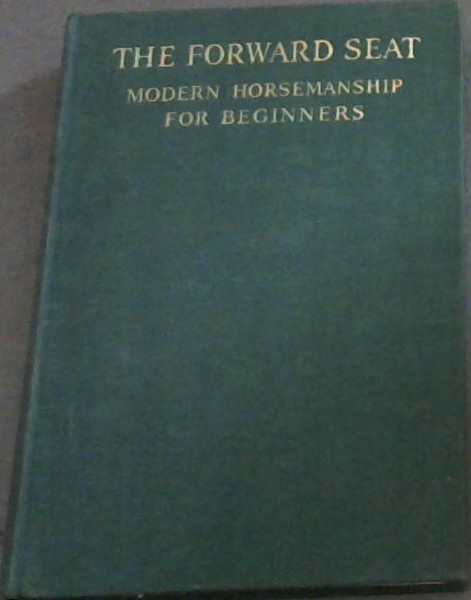 THE FORWARD SEAT
MODERN HORSEMANSHIP
FOR BEGINNERS